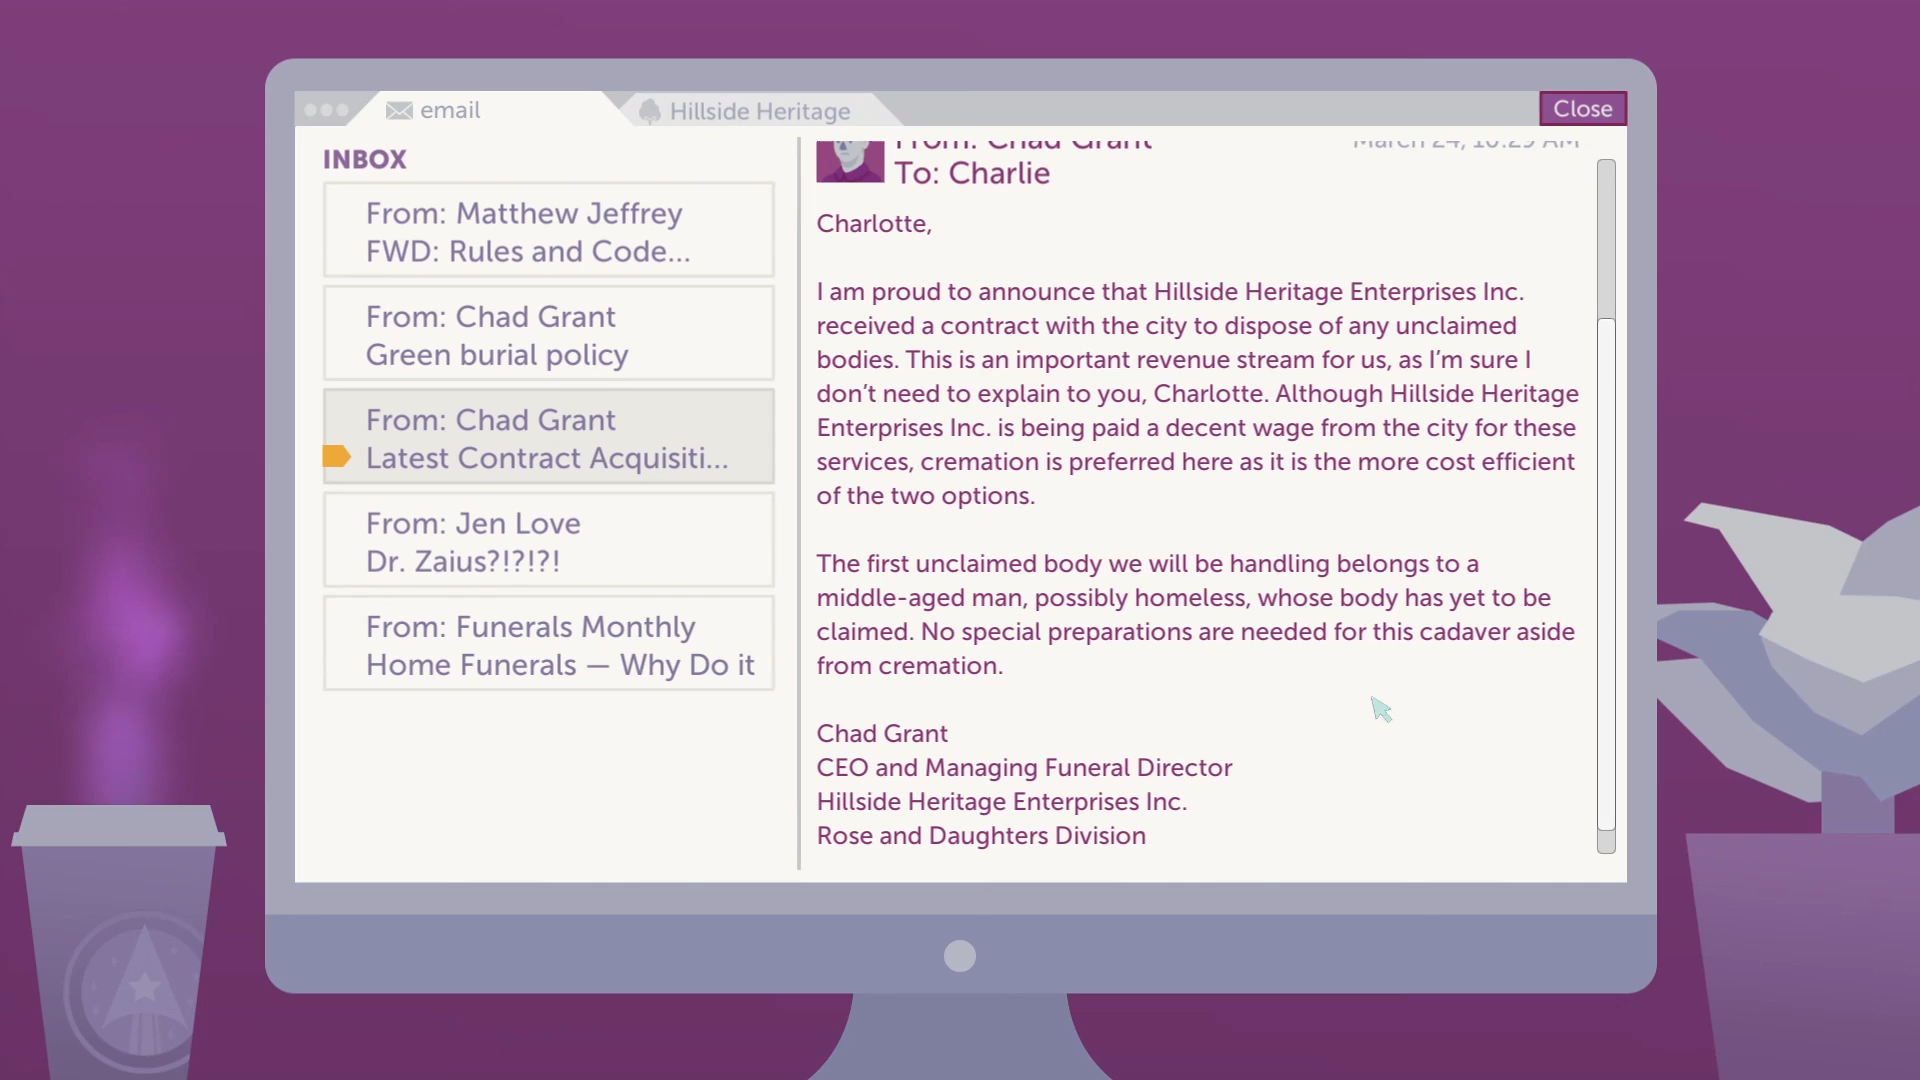 email
Hillside Heritage
Close
INBOX
From: Matthew Jeffrey
FWD: Rules and Code...
From: Chad Grant
Green burial policy
From: Chad Grant
Latest Contract Acquisiti...
From: Jen Love
Dr. Zaius?!?!?!
From: Funerals Monthly
Home Funerals — Why Do it
From: Chad Grant
March 24, 10:29 AM
To: Charlie
Charlotte,
I am proud to announce that Hillside Heritage Enterprises Inc.
received a contract with the city to dispose of any unclaimed
bodies. This is an important revenue stream for us, as I’m sure I
don’t need to explain to you, Charlotte. Although Hillside Heritage
Enterprises Inc. is being paid a decent wage from the city for these
services, cremation is preferred here as it is the more cost efficient
of the two options.
The first unclaimed body we will be handling belongs to a
middle-aged man, possibly homeless, whose body has yet to be
claimed. No special preparations are needed for this cadaver aside
from cremation.
Chad Grant
CEO and Managing Funeral Director
Hillside Heritage Enterprises Inc.
Rose and Daughters Division